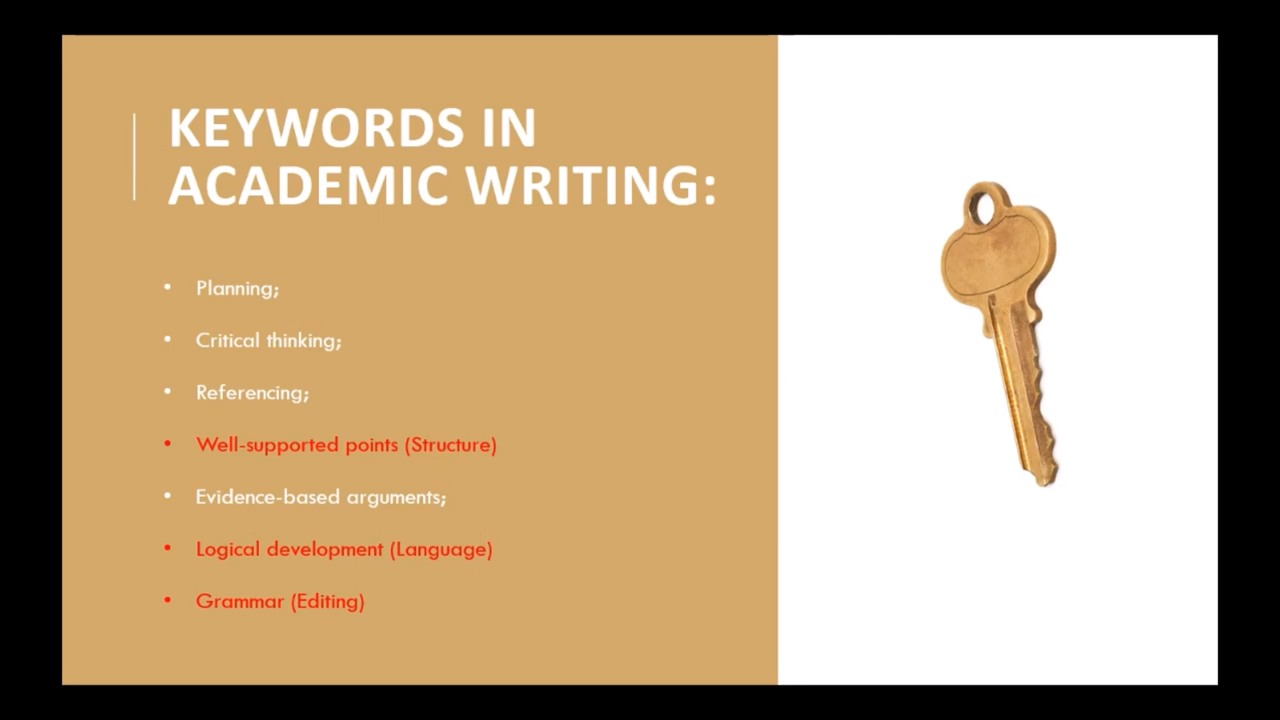 KEYWORDS IN
ACADEMIC WRITING:
• Planning;
• Critical thinking;
• Referencing;
• Well-supported points (Structure)
• Evidence-based arguments;
• Logical development (Language)
• Grammar (Editing)